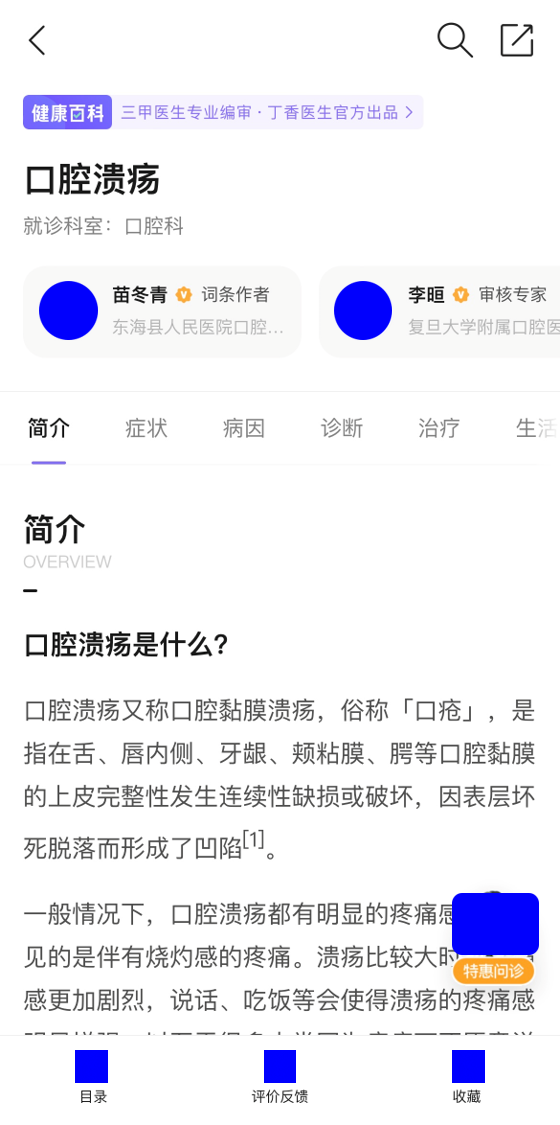 健康百科 三甲医生专业编审 · 丁香医生官方出品
口腔溃疡
就诊科室：口腔科
苗冬青 词条作者 李晅 审核专家
东海县人民医院口腔... 复旦大学附属口腔医
简介 症状 病因 诊断 治疗 生活
简介
OVERVIEW
口腔溃疡是什么?
口腔溃疡又称口腔黏膜溃疡，俗称「口疮」，是
指在舌、唇内侧、牙龈、颊粘膜、腭等口腔黏膜
的上皮完整性发生连续性缺损或破坏，因表层坏
死脱落而形成了凹陷[1]。
一般情况下，口腔溃疡都有明显的疼痛感
见的是伴有烧灼感的疼痛。溃疡比较大时
特惠问诊
感更加剧烈，说话、吃饭等会使得溃疡的疼痛感
目录 评价反馈 收藏